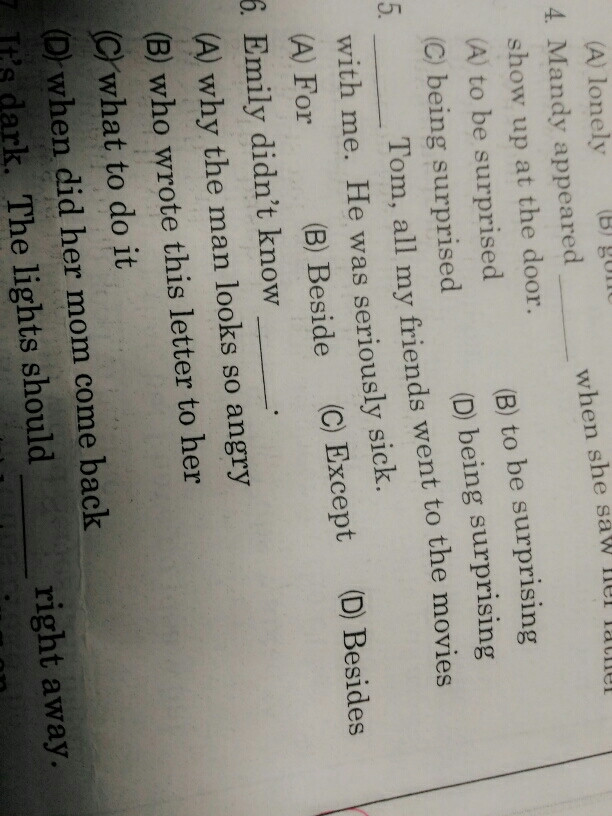 (A) lonely (B)
4. Mandy appeared ______ when she saw her father
show up at the door.
(A) to be surprised (B) to be surprising
(C) being surprised (D) being surprising
5. ______ Tom, all my friends went to the movies
with me. He was seriously sick.
(A) For (B) Beside (C) Except (D) Besides
6. Emily didn't know ______.
(A) why the man looks so angry
(B) who wrote this letter to her
(C) what to do it
(D) when did her mom come back
7. It's dark. The lights should ______ right away.